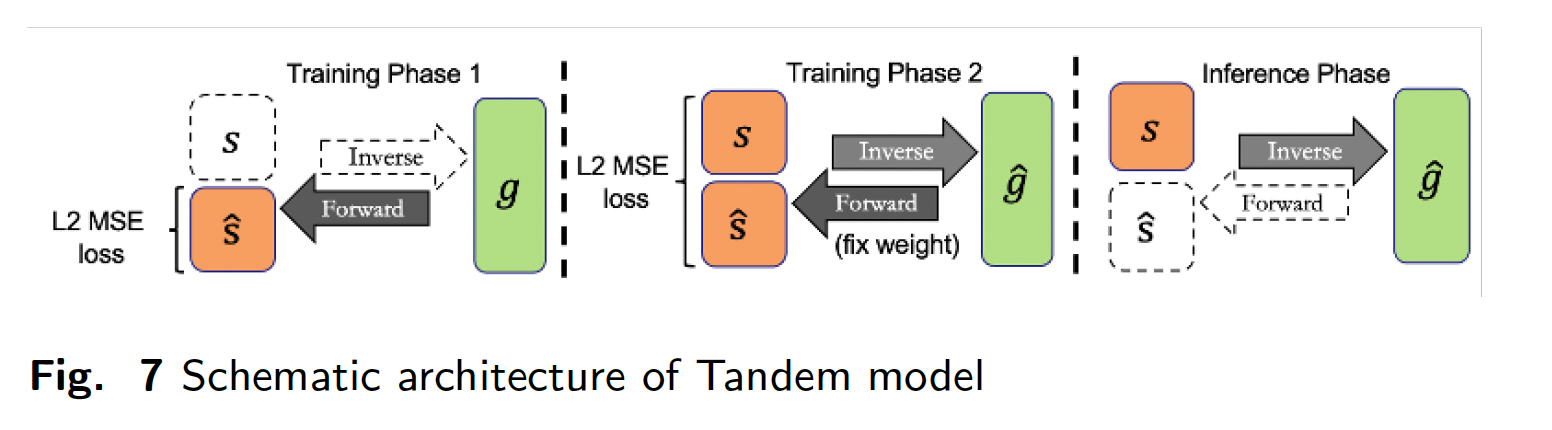 Training Phase 1
s
Inverse
g
Forward
L2 MSE
loss
ŝ
Training Phase 2
L2 MSE
loss
s
Inverse
ĝ
Forward
ŝ
(fix weight)
Inference Phase
s
Inverse
ĝ
Forward
ŝ
Fig. 7 Schematic architecture of Tandem model